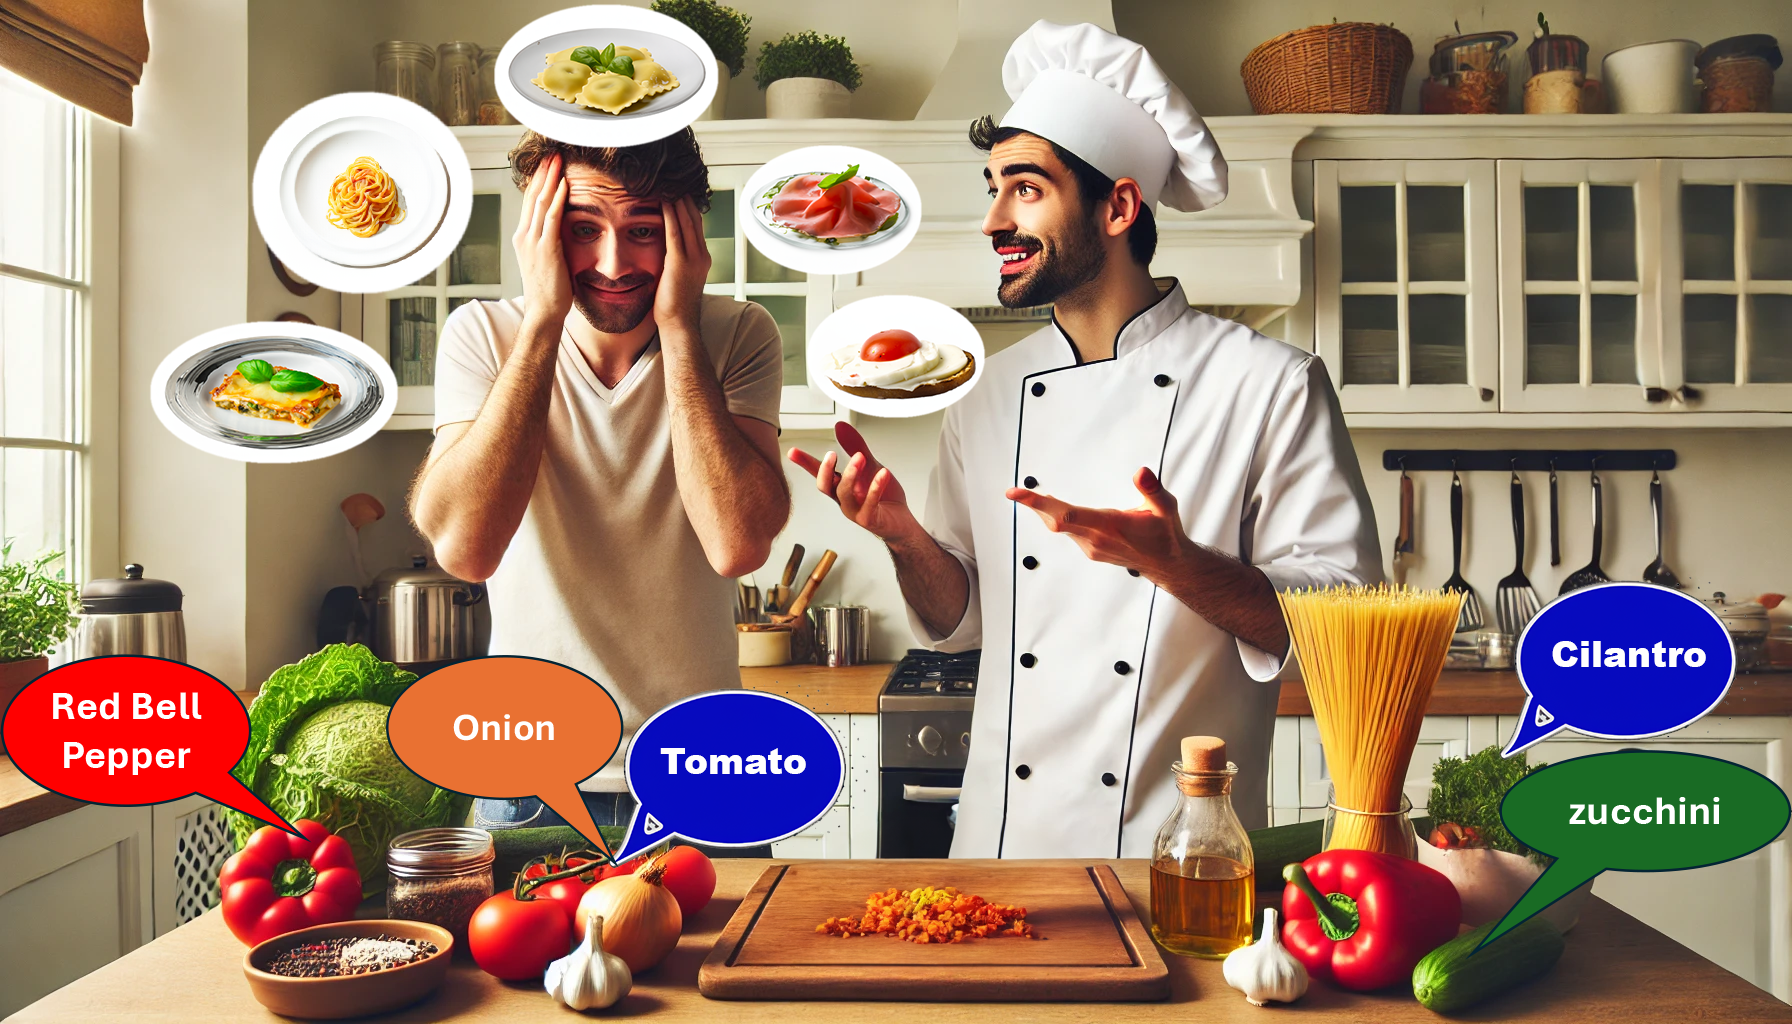 Red Bell
Pepper
Onion
Tomato
Cilantro
zucchini